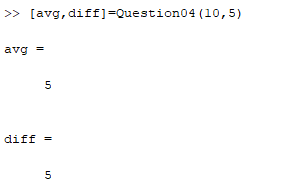 >> [avg,diff]=Question04(10,5)
avg =
5
diff =
5